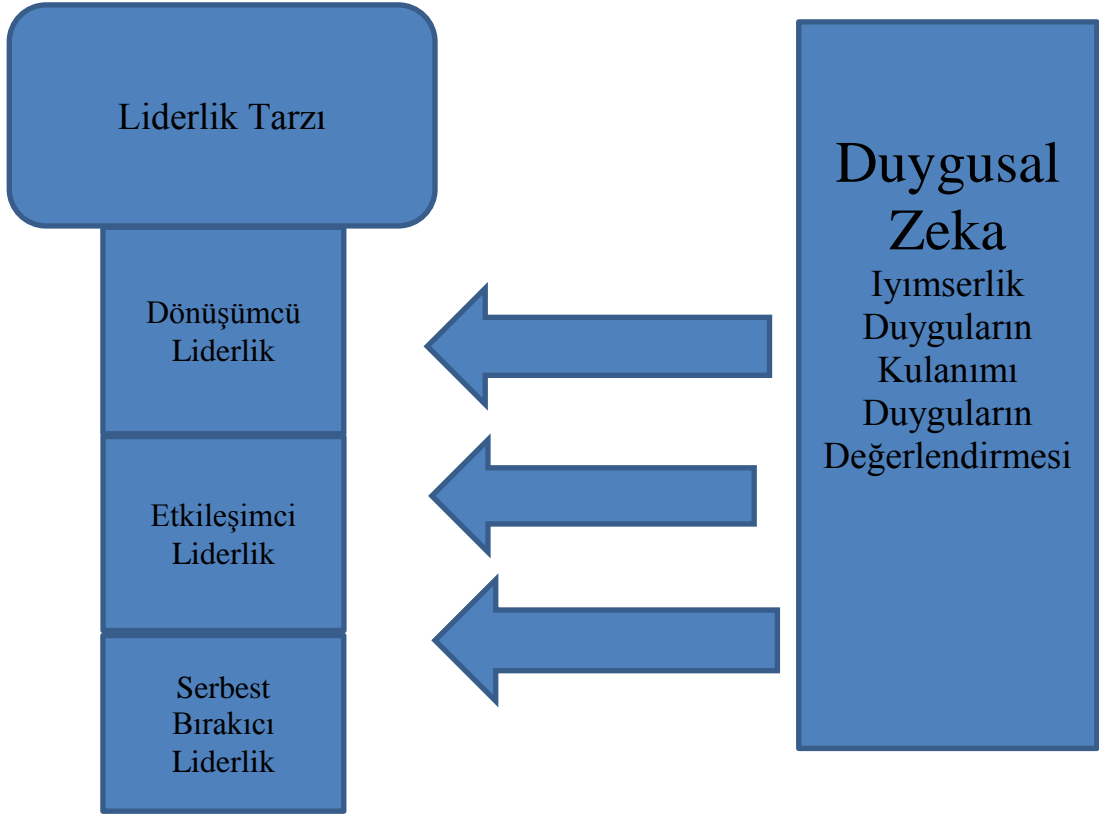 Liderlik Tarzı
Dönüşümcü
Liderlik
Etkileşimci
Liderlik
Serbest
Bırakıcı
Liderlik
Duygusal
Zeka
Iyımserlik
Duyguların
Kulanımı
Duyguların
Değerlendirmesi